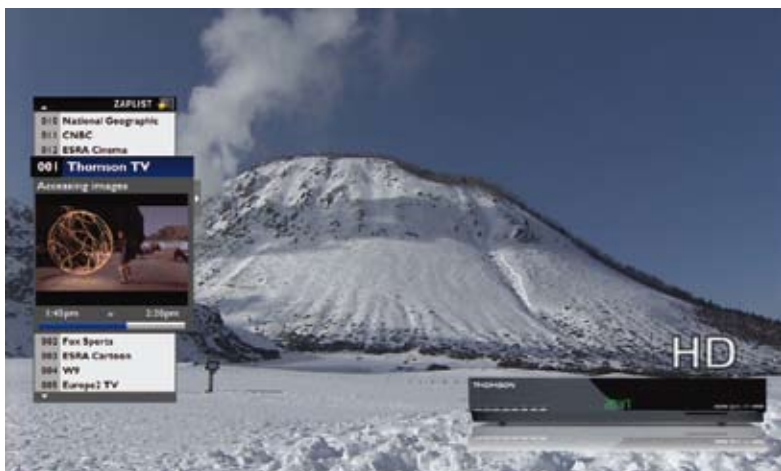 ZAPLIST
010 National Geographic
011 CNBC
012 ESRA Cinema
001 Thomson TV
Accessing images
1:45pm
2:30pm
002 Fox Sports
003 ESRA Cartoon
004 W9
005 Europe2 TV
HD
THOMSON